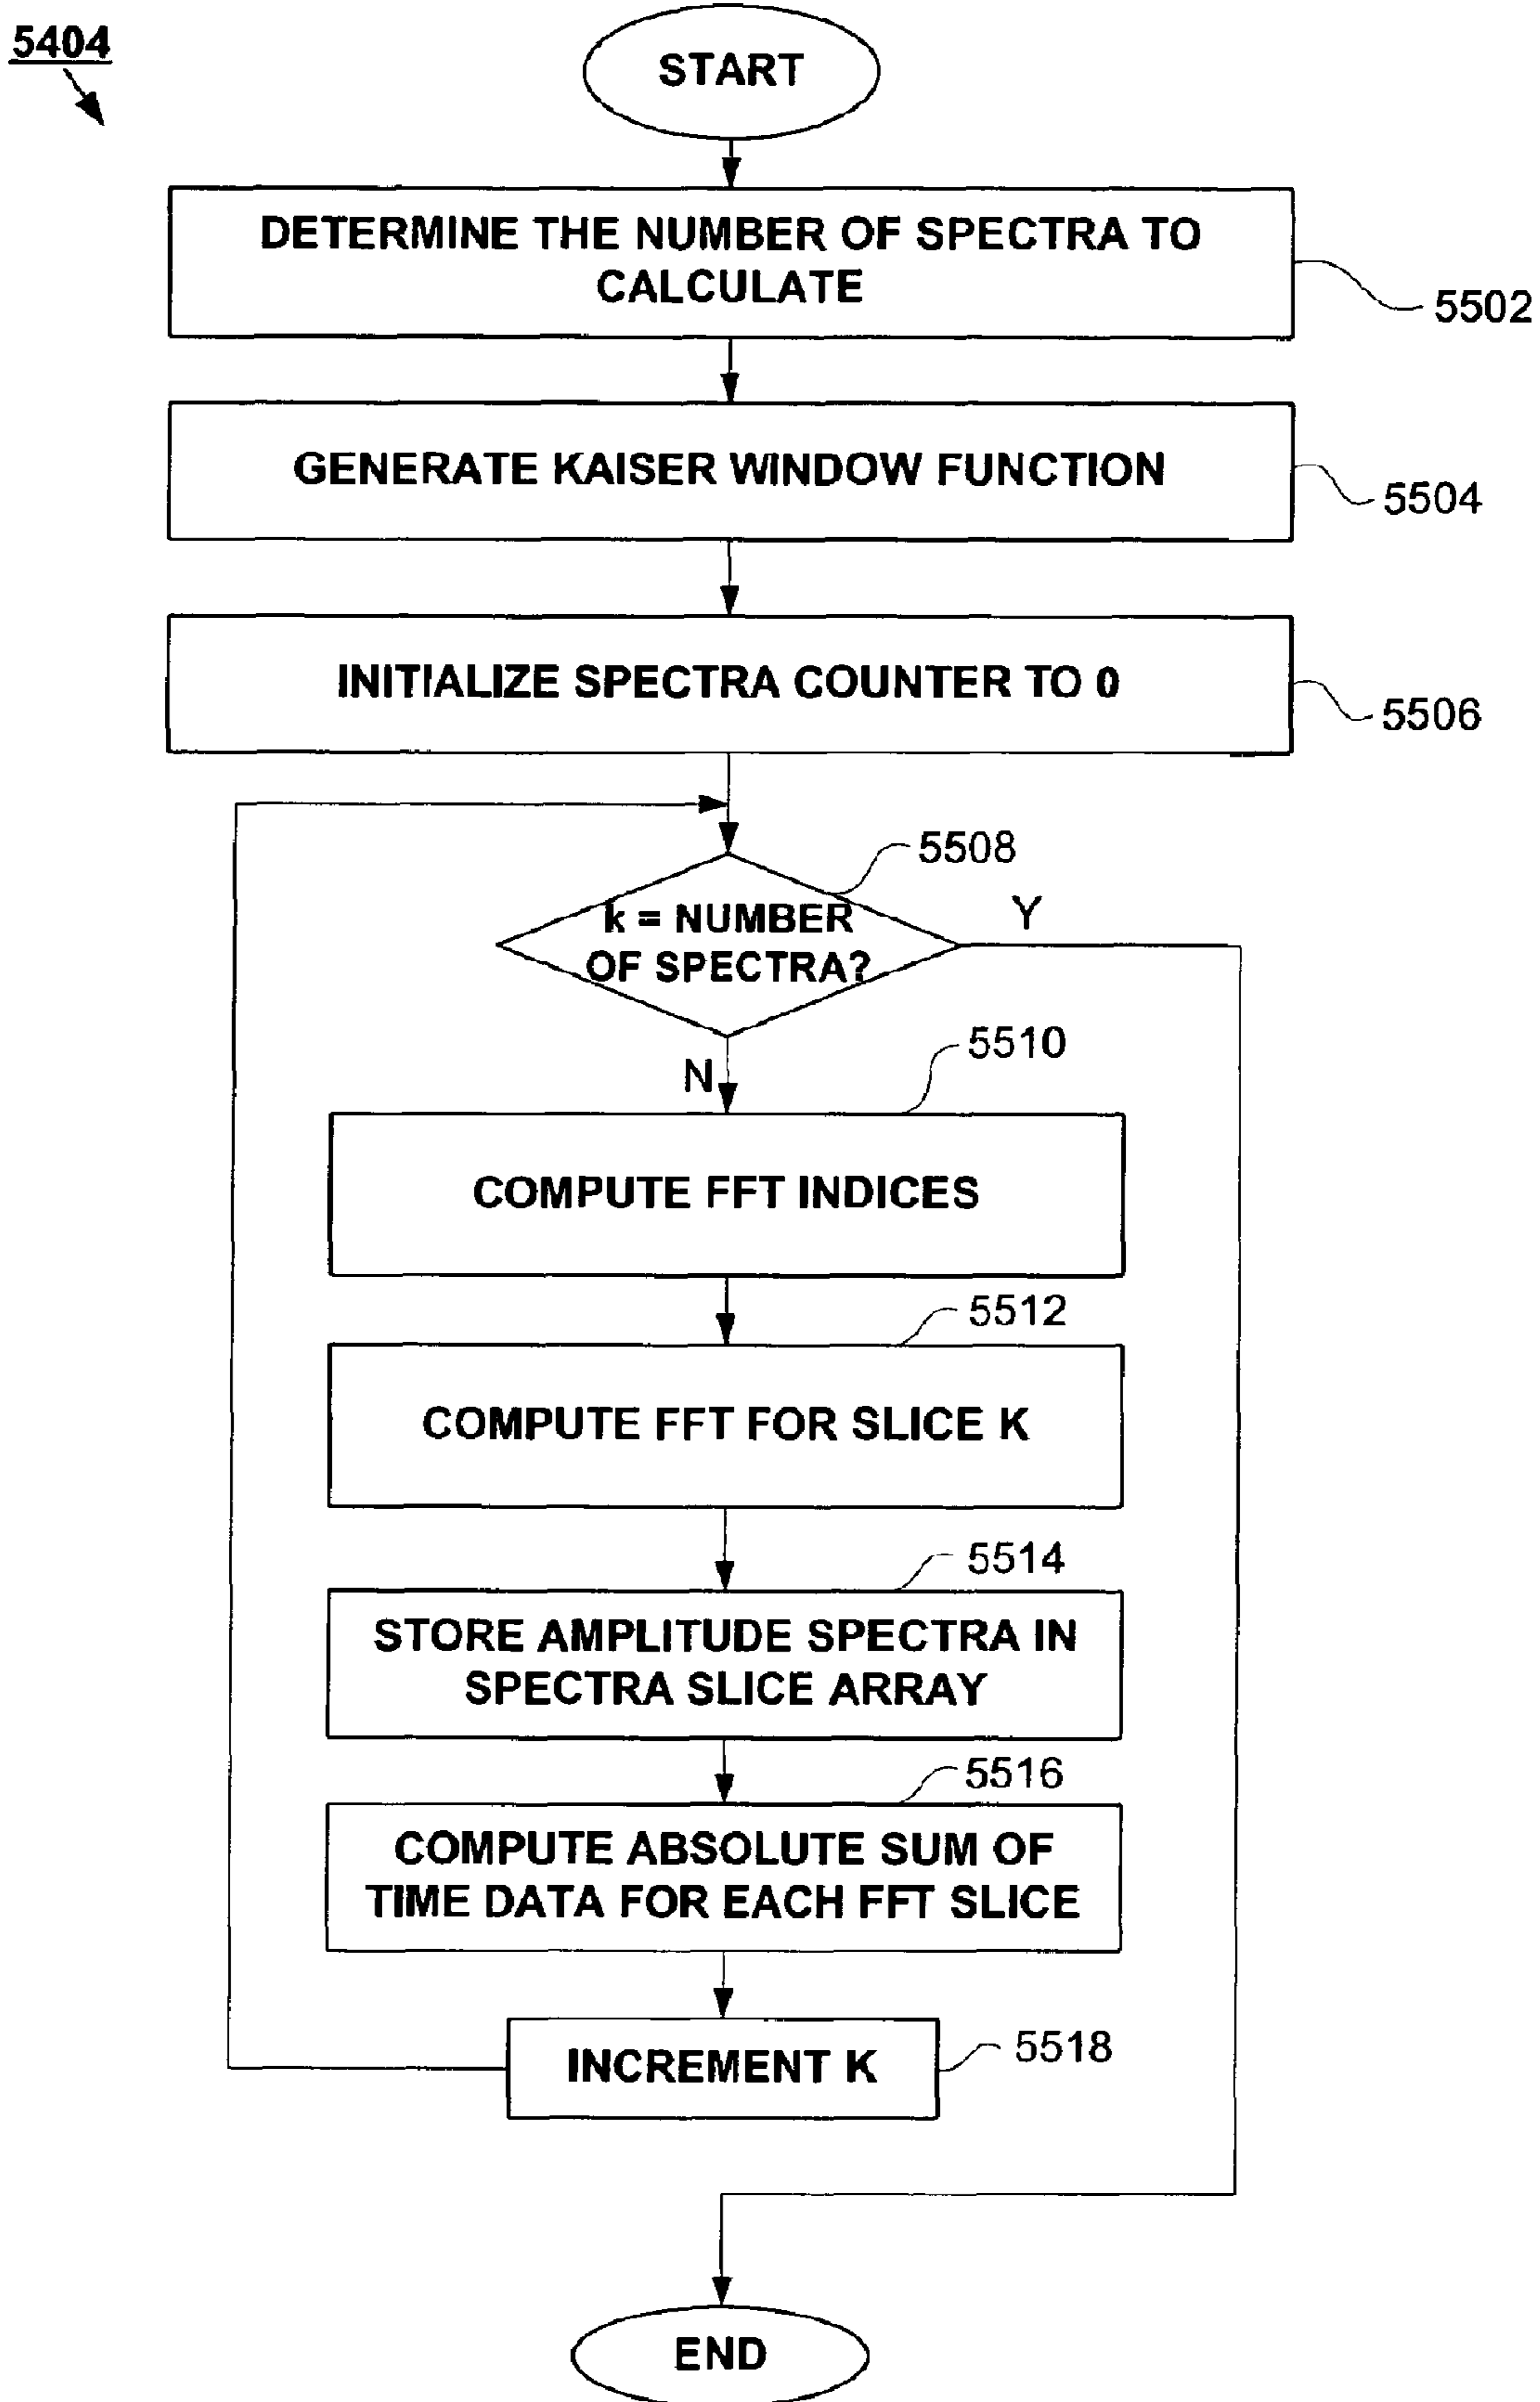 5404
START
DETERMINE THE NUMBER OF SPECTRA TO
CALCULATE
5502
GENERATE KAISER WINDOW FUNCTION
5504
INITIALIZE SPECTRA COUNTER TO 0
5506
5508
k = NUMBER
OF SPECTRA?
Y
N
5510
COMPUTE FFT INDICES
5512
COMPUTE FFT FOR SLICE K
5514
STORE AMPLITUDE SPECTRA IN
SPECTRA SLICE ARRAY
5516
COMPUTE ABSOLUTE SUM OF
TIME DATA FOR EACH FFT SLICE
INCREMENT K
5518
END